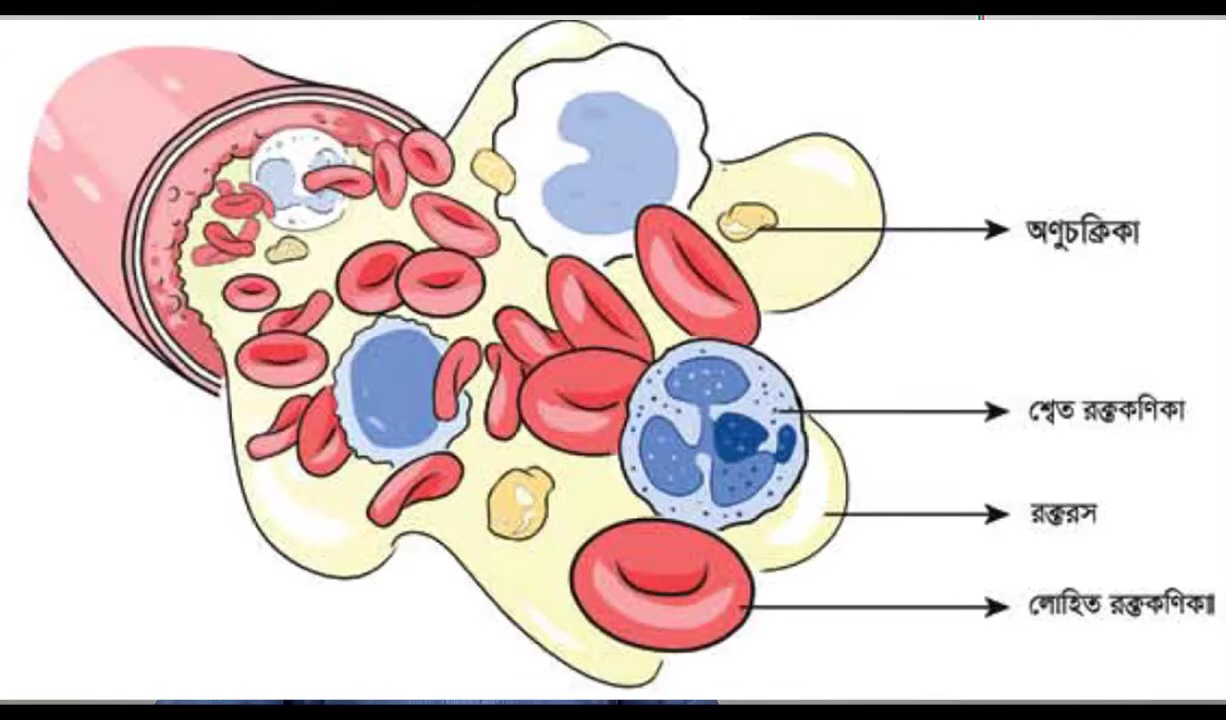 অণুচক্রিকা
শ্বেত রক্তকণিকা
রক্তরস
লোহিত রক্তকণিকা